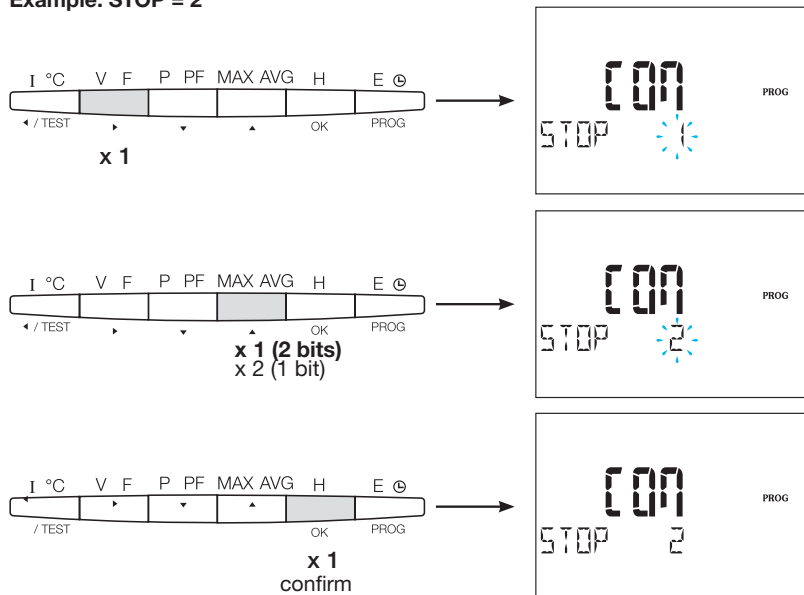 Example: STOP = 2
I °C V F P PF MAX AVG H E
/ TEST OK PROG
x 1
COM PROG
STOP 1
I °C V F P PF MAX AVG H E
/ TEST OK PROG
x 1 (2 bits)
x 2 (1 bit)
COM PROG
STOP 2
I °C V F P PF MAX AVG H E
/ TEST OK PROG
x 1
confirm
COM PROG
STOP 2